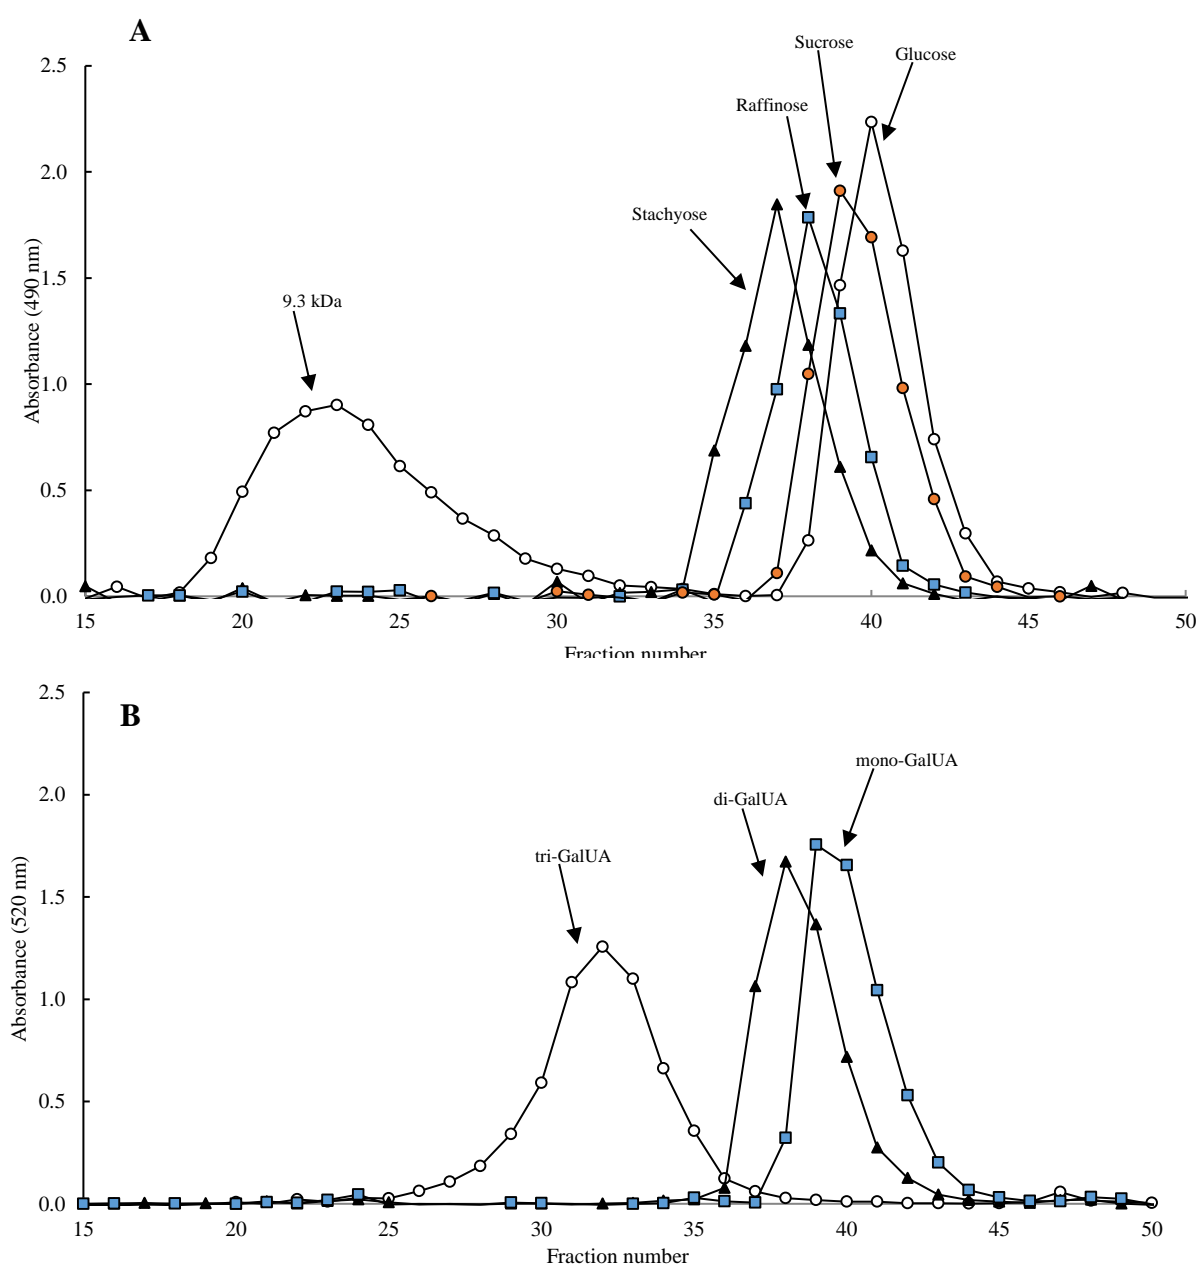 A
Sucrose
Glucose
2.5
Raffinose
2.0
Stachyose
1.5
9.3 kDa
Absorbance (490 nm)
1.0
0.5
0.0
15 20 25 30 35 40 45 50
Fraction number
2.5
B
mono-GalUA
2.0
di-GalUA
tri-GalUA
1.5
Absorbance (520 nm)
1.0
0.5
0.0
15 20 25 30 35 40 45 50
Fraction number